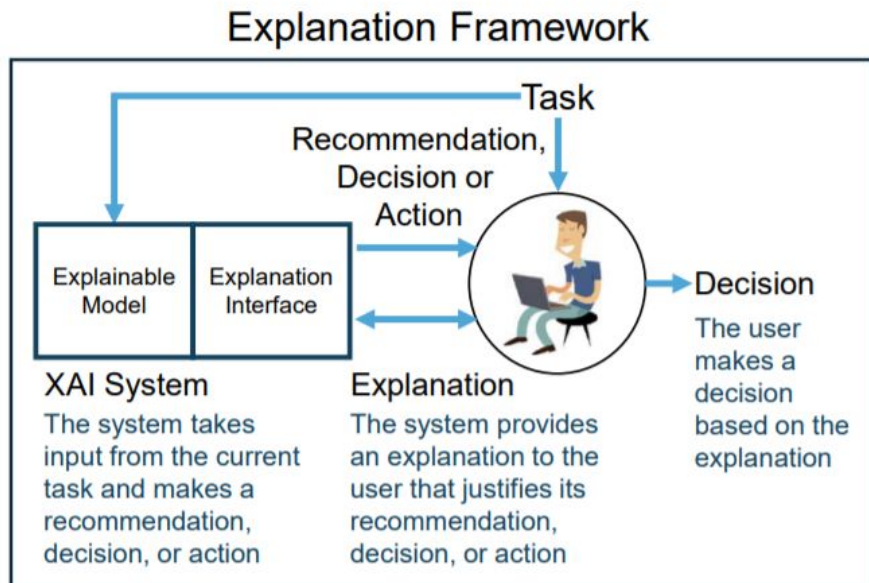 Explanation Framework
Task
Recommendation,
Decision or
Action
Explainable
Model
Explanation
Interface
XAI System
The system takes
input from the current
task and makes a
recommendation,
decision, or action
Explanation
The system provides
an explanation to the
user that justifies its
recommendation,
decision, or action
Decision
The user
makes a
decision
based on the
explanation